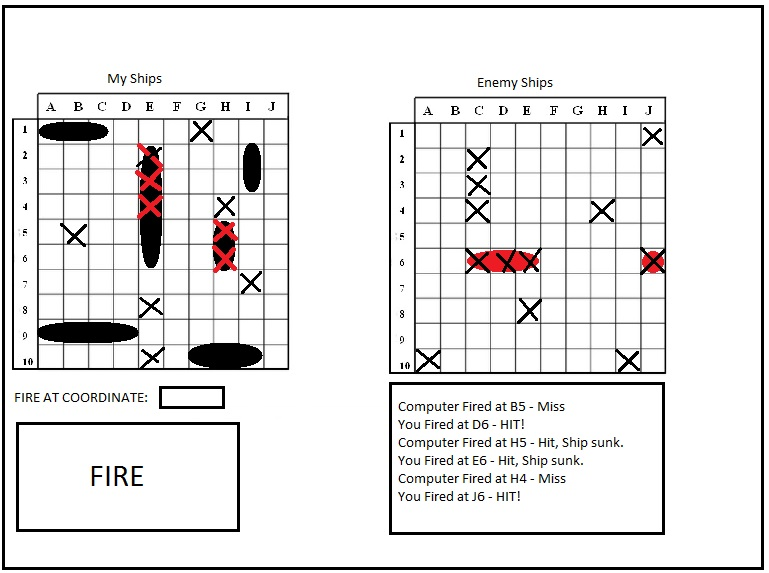 My Ships
A B C D E F G H I J
1
2
3
4
15
6
7
8
9
10
Enemy Ships
A B C D E F G H I J
1
2
3
4
15
6
7
8
9
10
FIRE AT COORDINATE:
FIRE
Computer Fired at B5 - Miss
You Fired at D6 - HIT!
Computer Fired at H5 - Hit, Ship sunk.
You Fired at E6 - Hit, Ship sunk.
Computer Fired at H4 - Miss
You Fired at J6 - HIT!